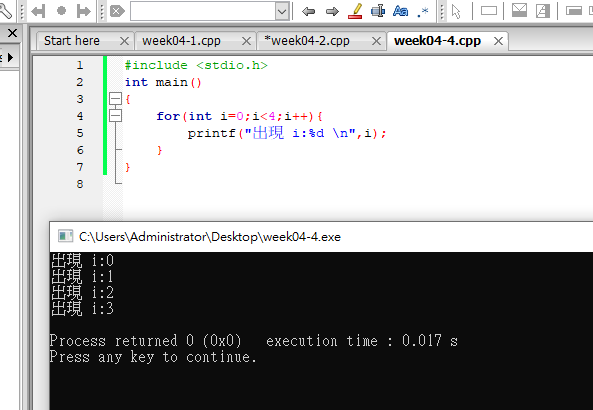 Start here
week04-1.cpp
*week04-2.cpp
week04-4.cpp
1 #include <stdio.h>
2 int main()
3 {
4 for(int i=0;i<4;i++){
5 printf("出現 i:%d \n",i);
6 }
7 }
8
C:\Users\Administrator\Desktop\week04-4.exe
出現 i:0
出現 i:1
出現 i:2
出現 i:3
Process returned 0 (0x0)   execution time : 0.017 s
Press any key to continue.